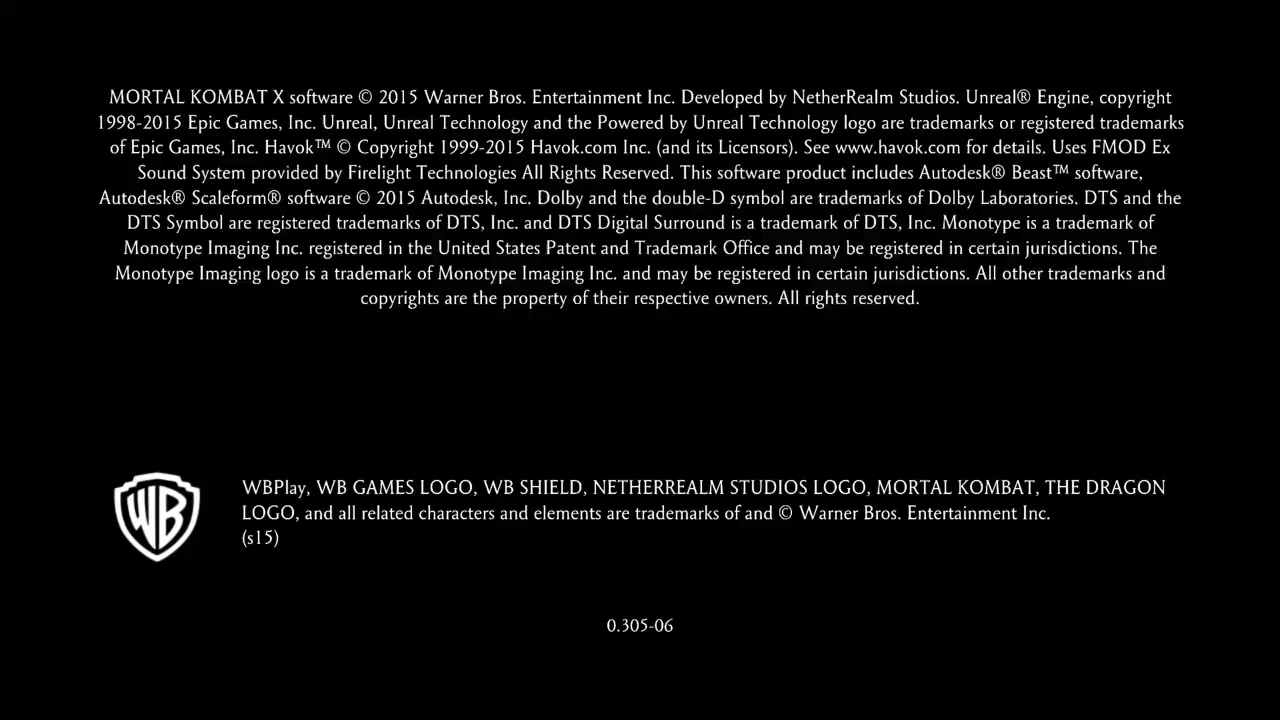 MORTAL KOMBAT X software © 2015 Warner Bros. Entertainment Inc. Developed by NetherRealm Studios. Unreal® Engine, copyright
1998-2015 Epic Games, Inc. Unreal, Unreal Technology and the Powered by Unreal Technology logo are trademarks or registered trademarks
of Epic Games, Inc. Havok™ © Copyright 1999-2015 Havok.com Inc. (and its Licensors). See www.havok.com for details. Uses FMOD Ex
Sound System provided by Firelight Technologies All Rights Reserved. This software product includes Autodesk® Beast™ software,
Autodesk® Scaleform® software © 2015 Autodesk, Inc. Dolby and the double-D symbol are trademarks of Dolby Laboratories. DTS and the
DTS Symbol are registered trademarks of DTS, Inc. and DTS Digital Surround is a trademark of DTS, Inc. Monotype is a trademark of
Monotype Imaging Inc. registered in the United States Patent and Trademark Office and may be registered in certain jurisdictions. The
Monotype Imaging logo is a trademark of Monotype Imaging Inc. and may be registered in certain jurisdictions. All other trademarks and
copyrights are the property of their respective owners. All rights reserved.
WB
WBPlay, WB GAMES LOGO, WB SHIELD, NETHERREALM STUDIOS LOGO, MORTAL KOMBAT, THE DRAGON
LOGO, and all related characters and elements are trademarks of and © Warner Bros. Entertainment Inc.
(s15)
0.305-06